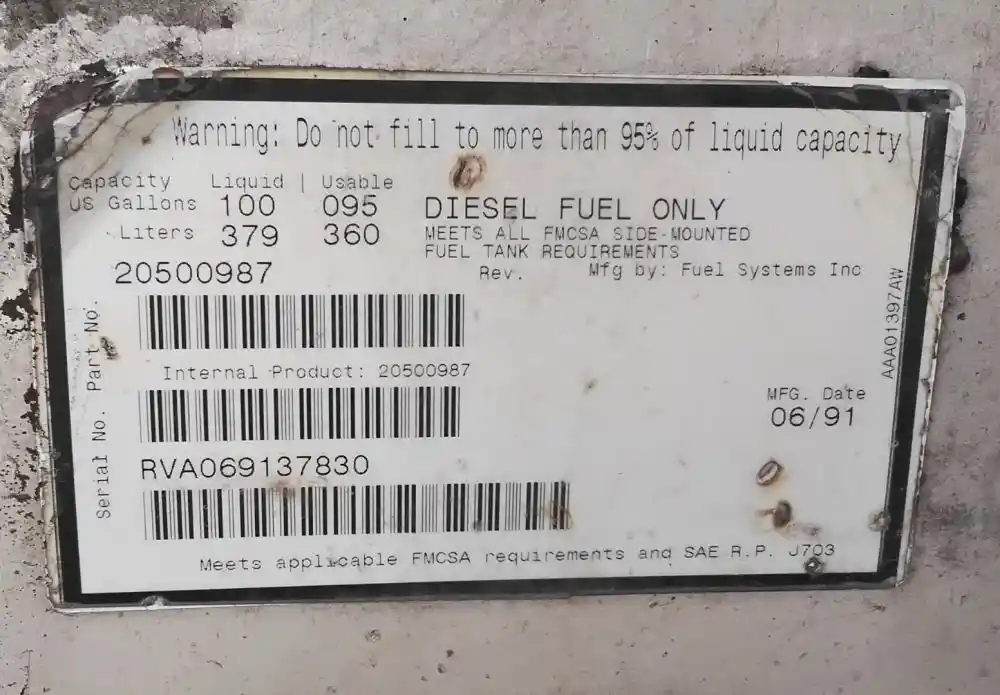 Warning: Do not fill to more than 95% of liquid capacity
Capacity Liquid | Usable
US Gallons 100 095
Liters 379 360
DIESEL FUEL ONLY
MEETS ALL FMCSA SIDE-MOUNTED
FUEL TANK REQUIREMENTS
Rev. Mfg by: Fuel Systems Inc
20500987
Part No.
Internal Product: 20500987
MFG. Date
06/91
AAA01397AW
Serial No.
RVA069137830
Meets applicable FMCSA requirements and SAE R.P. J703